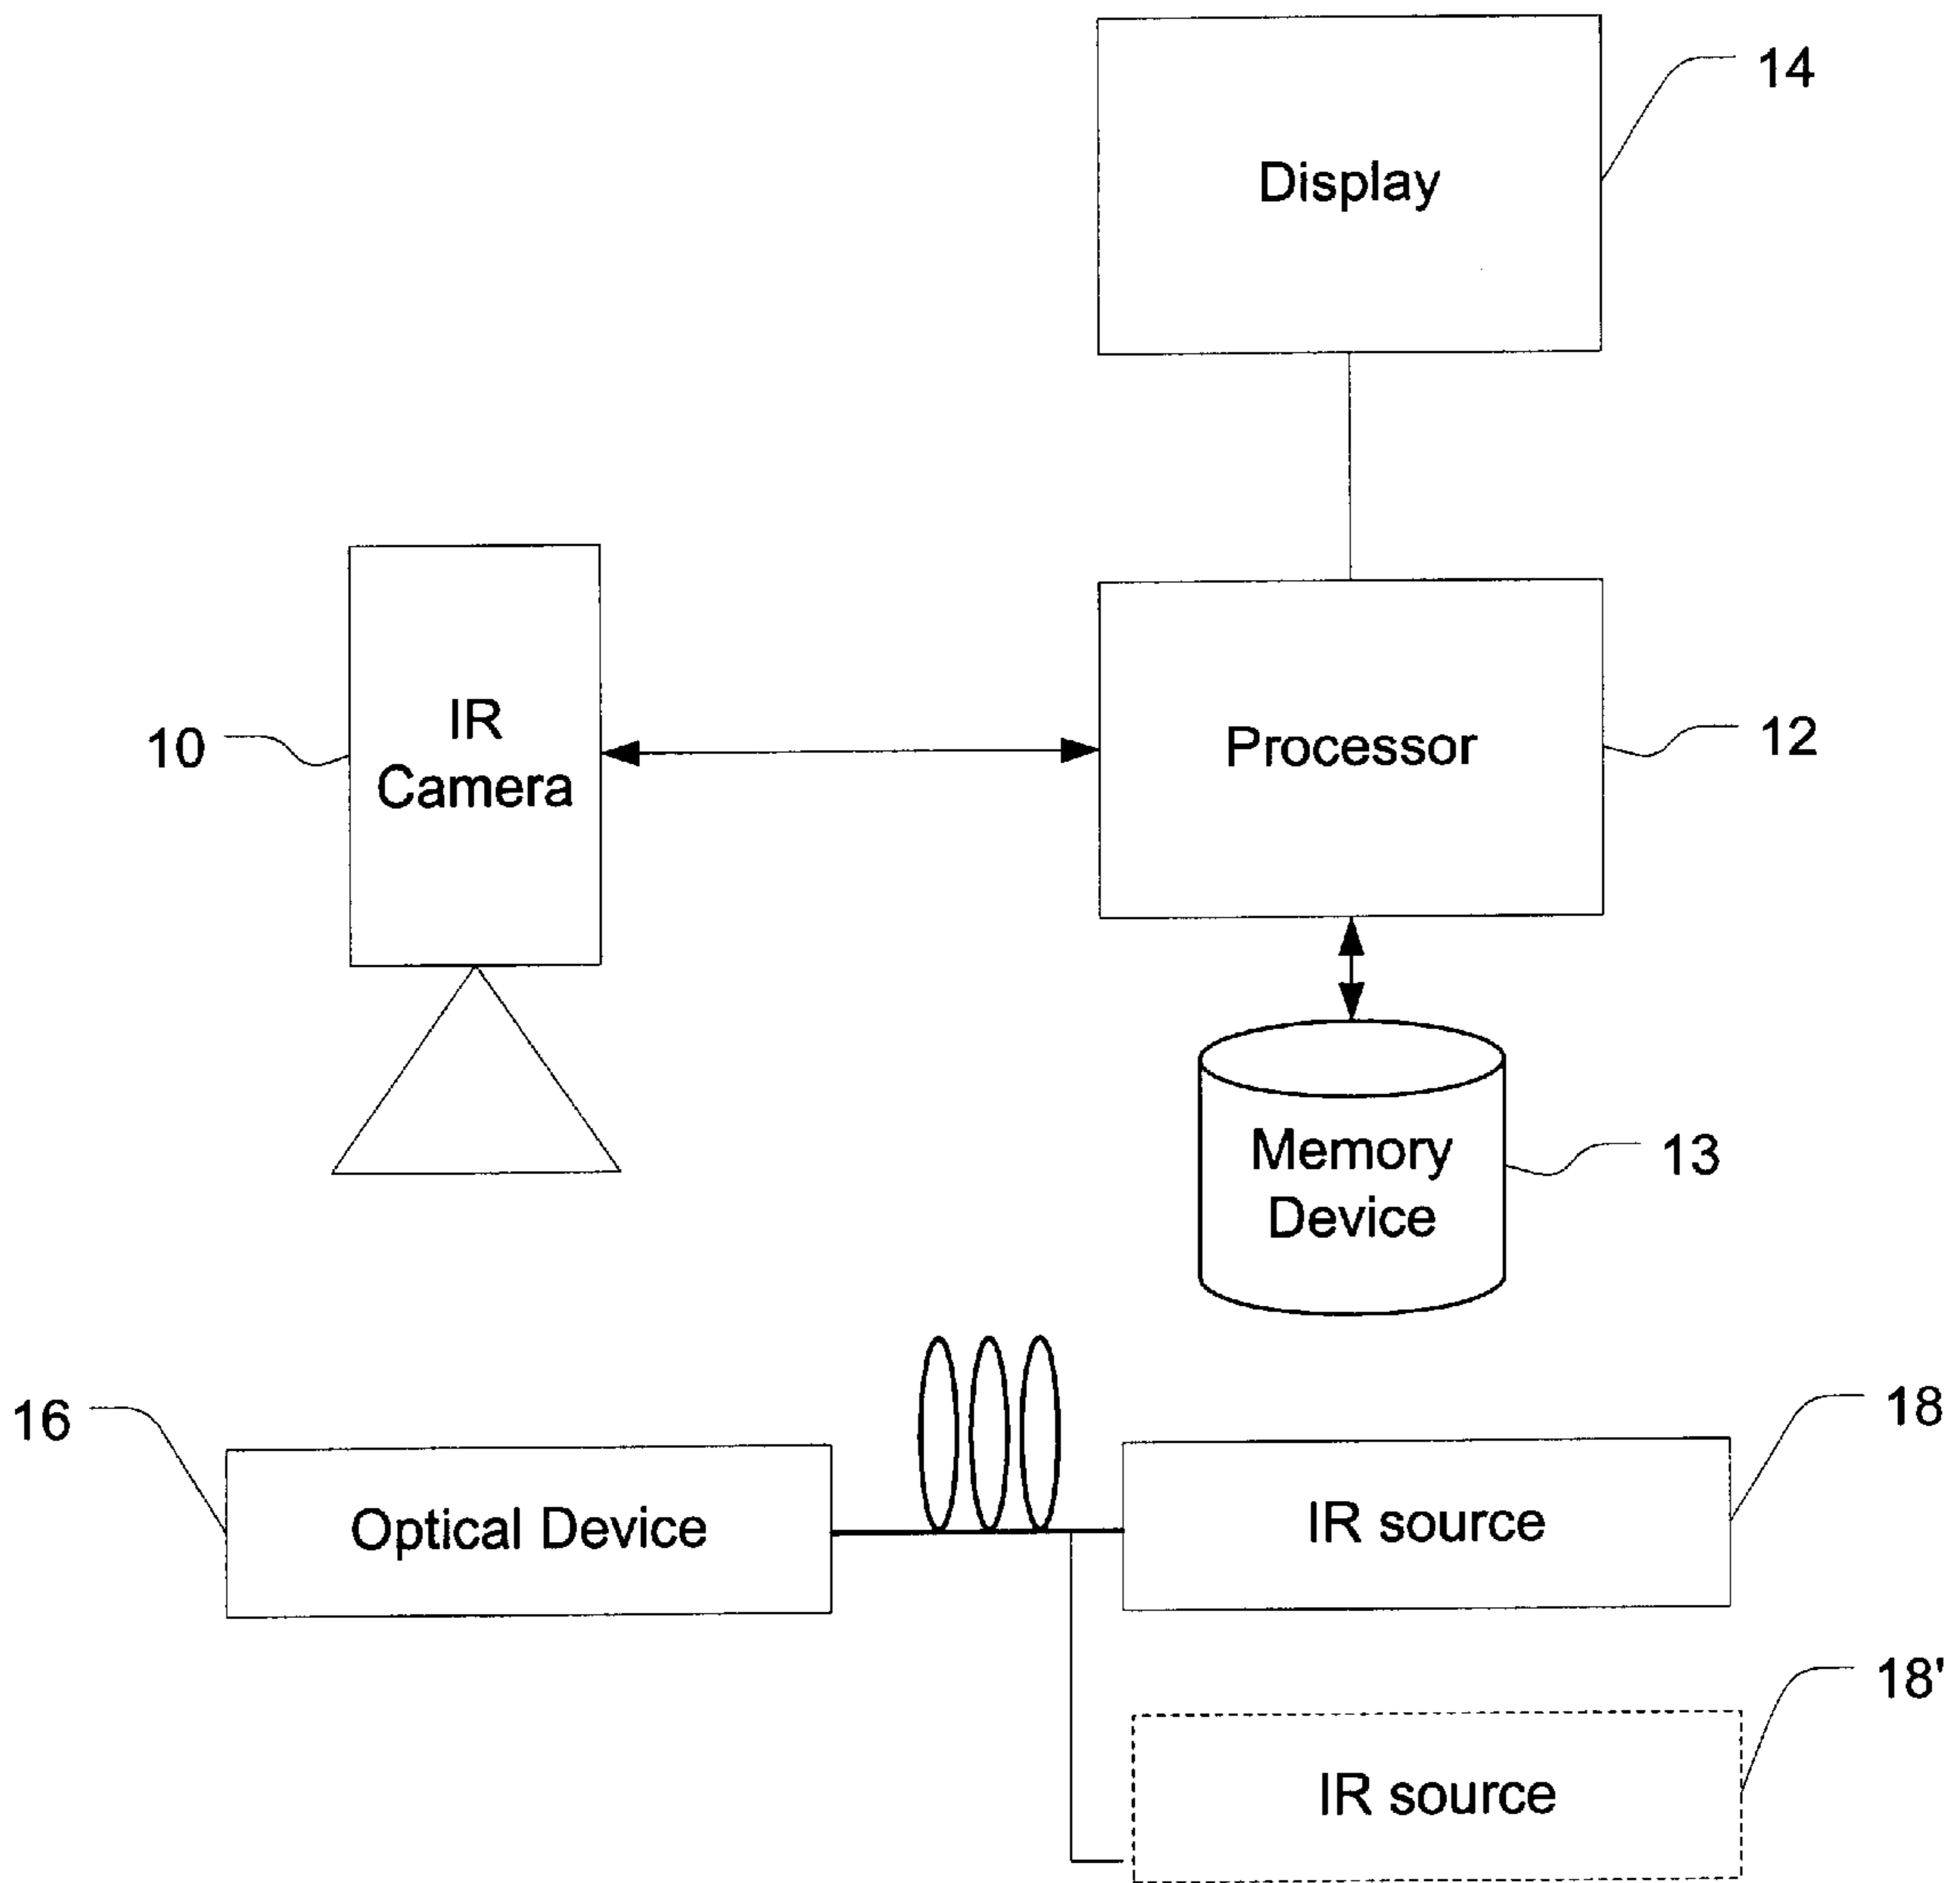 14
Display
10
IR
Camera
Processor
12
Memory
Device
13
16
Optical Device
IR source
18
18'
IR source